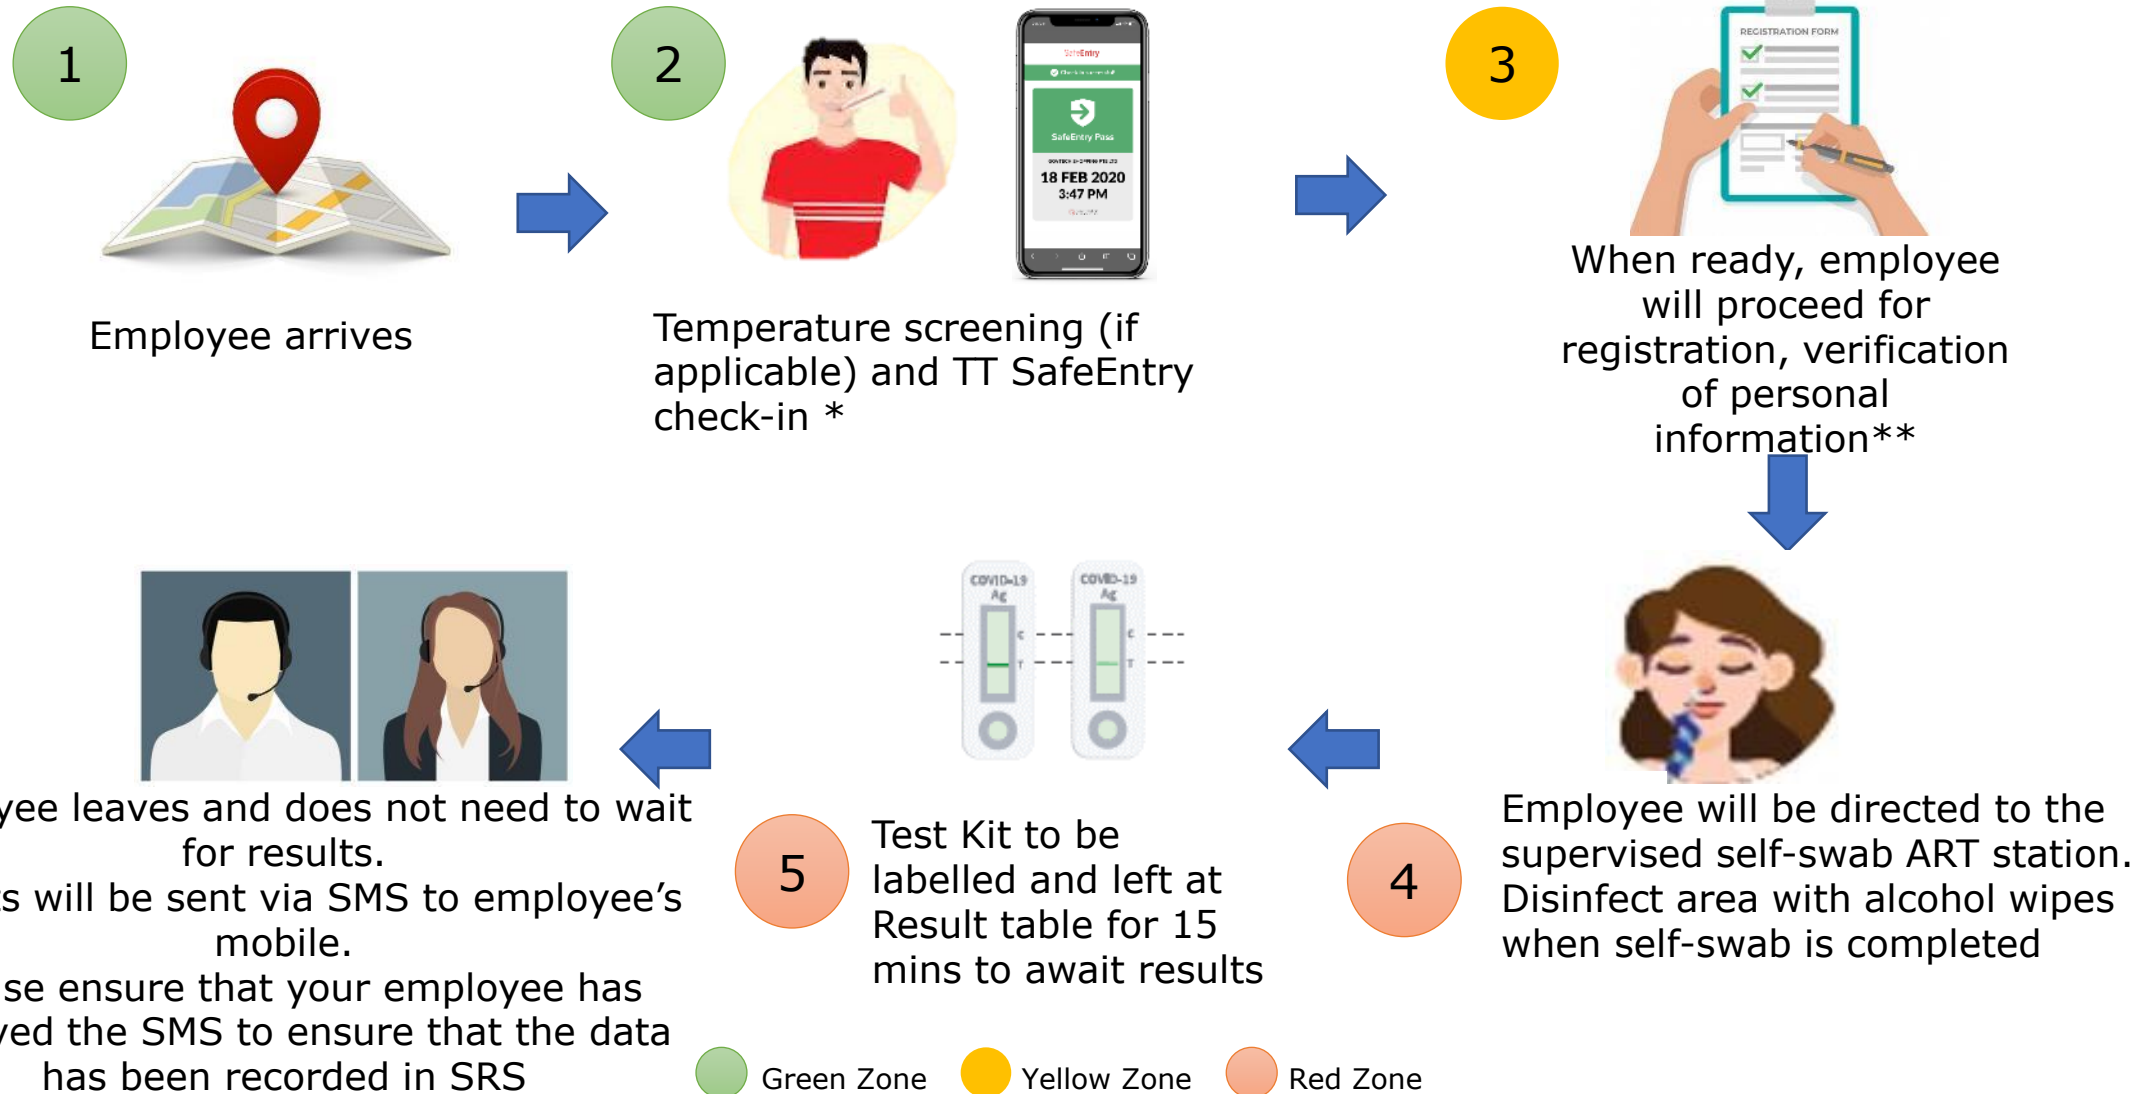 1
2
3
SafeEntry
SafeEntry Pass
18 FEB 2020
3:47 PM
REGISTRATION FORM
Employee arrives
Temperature screening (if
applicable) and TT SafeEntry
check-in *
When ready, employee
will proceed for
registration, verification
of personal
information**
COVID-19
Ag
C
T
COVID-19
Ag
C
T
4
Employee will be directed to the
supervised self-swab ART station.
Disinfect area with alcohol wipes
when self-swab is completed
5
Test Kit to be
labelled and left at
Result table for 15
mins to await results
yee leaves and does not need to wait
for results.
ts will be sent via SMS to employee’s
mobile.
se ensure that your employee has
ved the SMS to ensure that the data
has been recorded in SRS
Green Zone
Yellow Zone
Red Zone